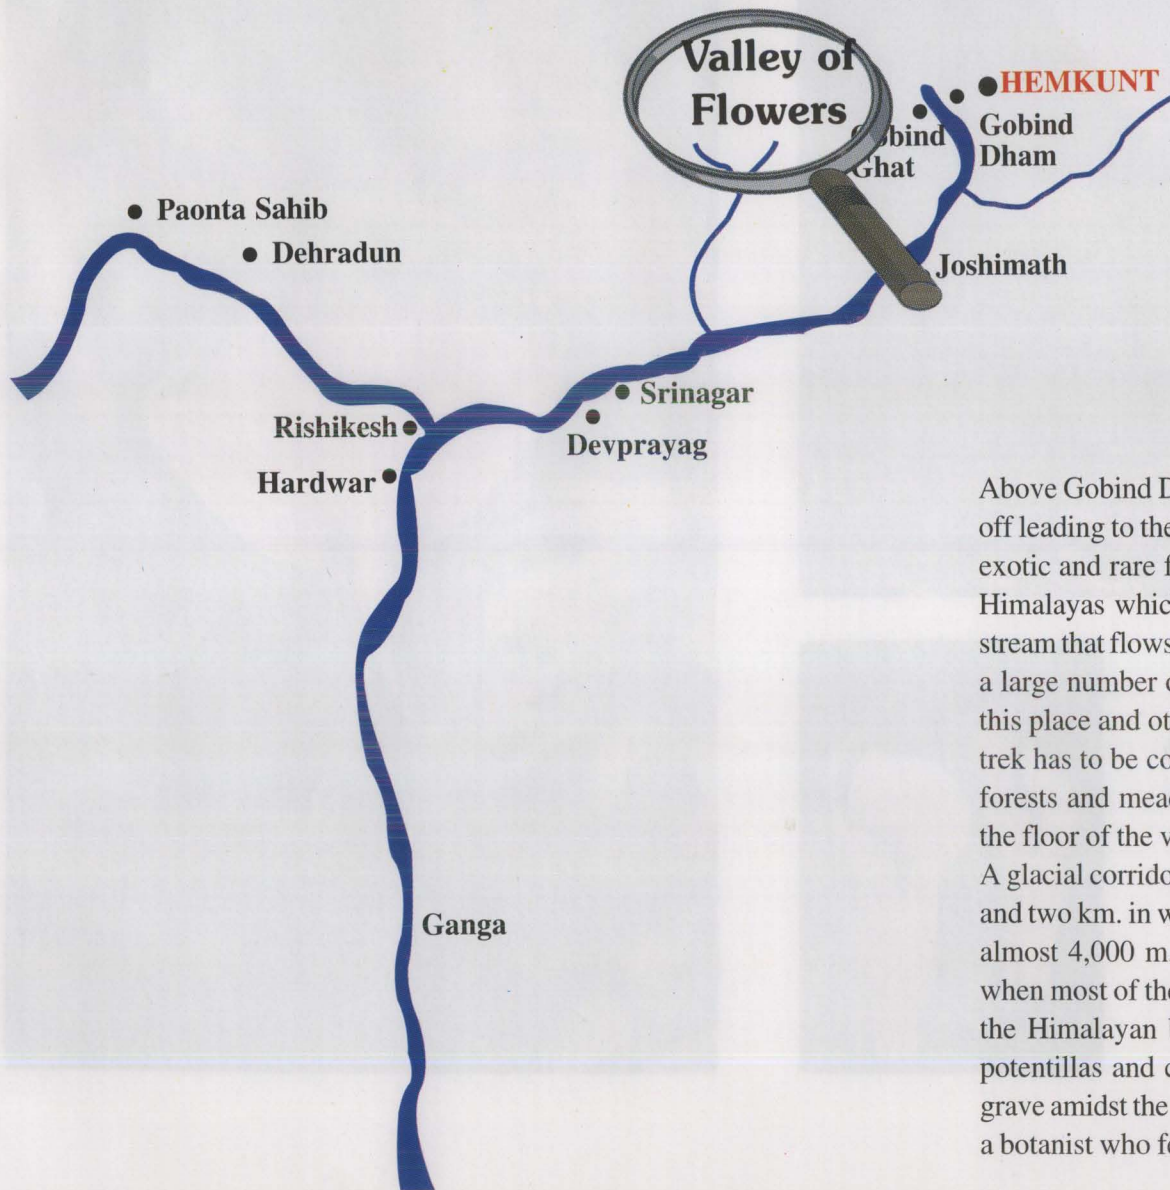 Valley of
Flowers
HEMKUNT
Gobind
Dham
Gobind
Ghat
Paonta Sahib
Dehradun
Joshimath
Srinagar
Rishikesh
Devprayag
Hardwar
Ganga
Above Gobind D
off leading to the
exotic and rare f
Himalayas whic
stream that flows
a large number o
this place and ot
trek has to be co
forests and mead
the floor of the v
A glacial corrido
and two km. in w
almost 4,000 m.
when most of the
the Himalayan
potentillas and c
grave amidst the
a botanist who fe